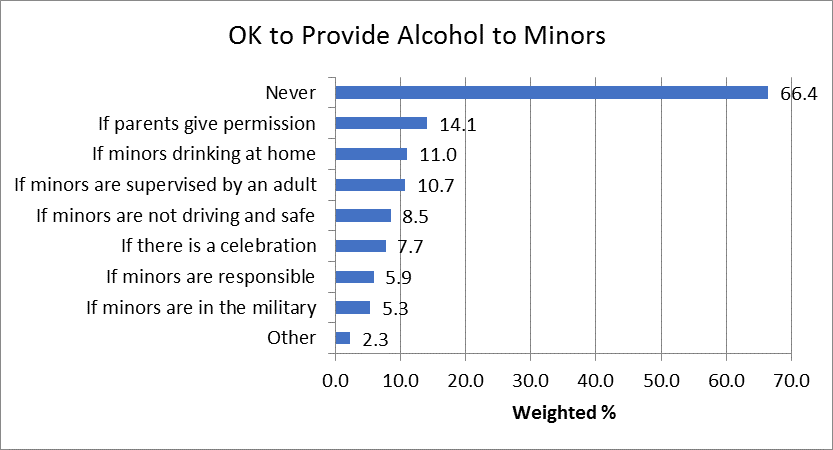 OK to Provide Alcohol to Minors
Never 66.4
If parents give permission 14.1
If minors drinking at home 11.0
If minors are supervised by an adult 10.7
If minors are not driving and safe 8.5
If there is a celebration 7.7
If minors are responsible 5.9
If minors are in the military 5.3
Other 2.3
0.0 10.0 20.0 30.0 40.0 50.0 60.0 70.0
Weighted %